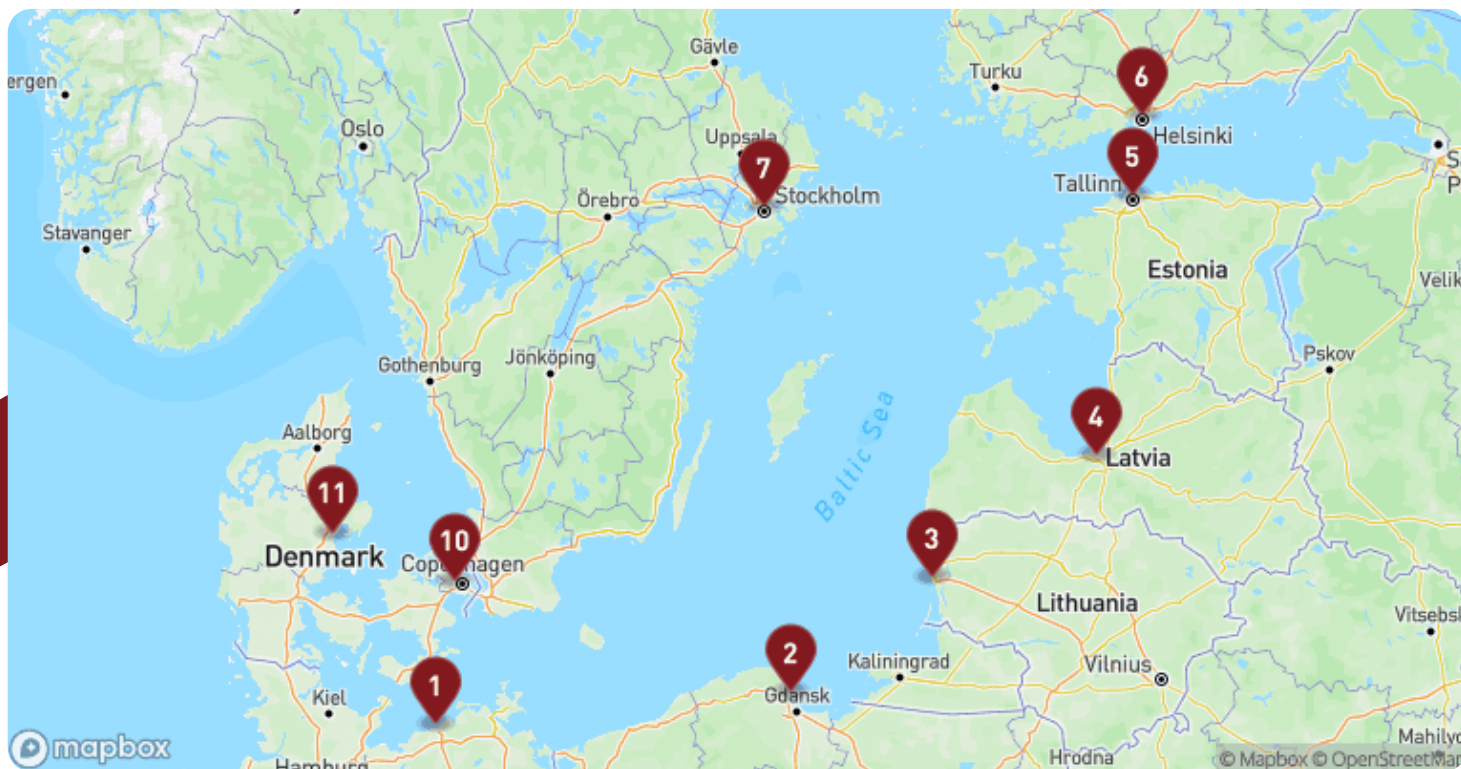 Gävle
ergen
Oslo
Turku
6
Helsinki
Uppsala
7
Stockholm
5
Tallinn
Örebro
Stavanger
Estonia
Velik
Gothenburg
Jönköping
Pskov
Baltic Sea
Aalborg
4
Latvia
11
Denmark
10
Copenhagen
3
Lithuania
Vitsebsk
2
Kaliningrad
Vilnius
1
Kiel
Gdansk
Mahilyo
Hamburg
Hrodna
mapbox
© Mapbox © OpenStreetMap